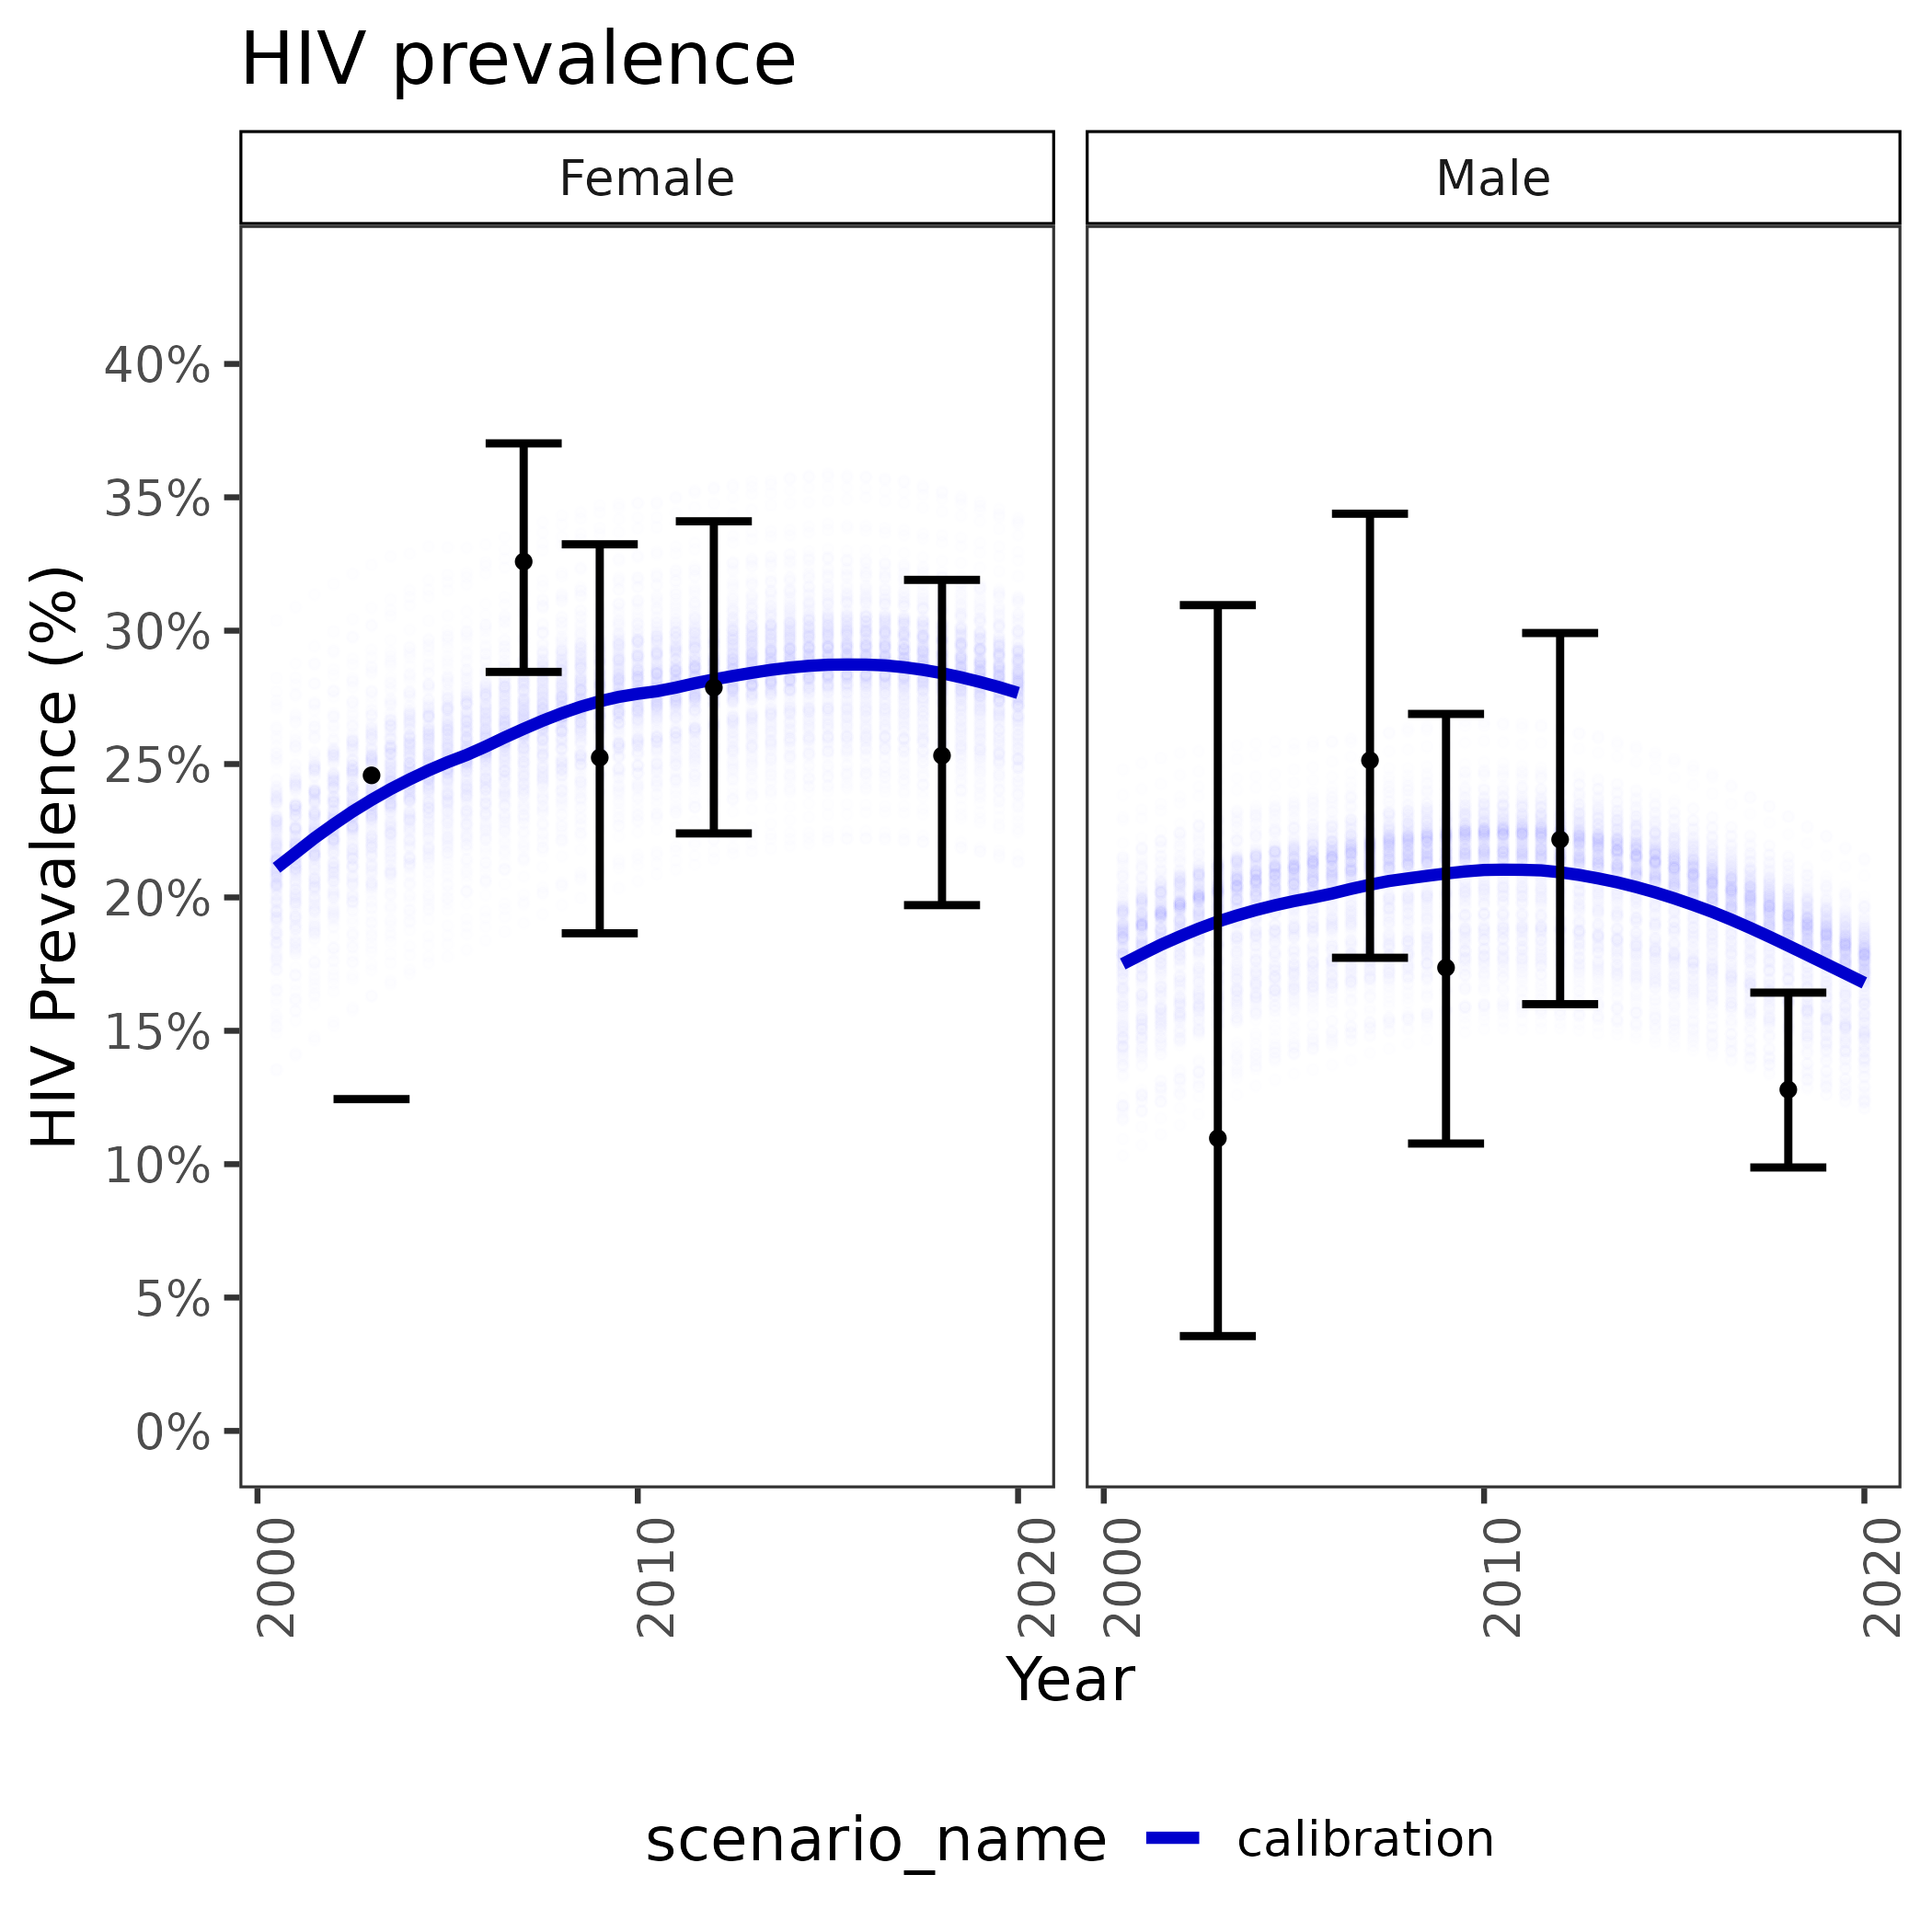 HIV prevalence
Female
Male
HIV Prevalence (%)
40%
35%
30%
25%
20%
15%
10%
5%
0%
2000
2010
2020
2000
2010
2020
Year
scenario_name
calibration